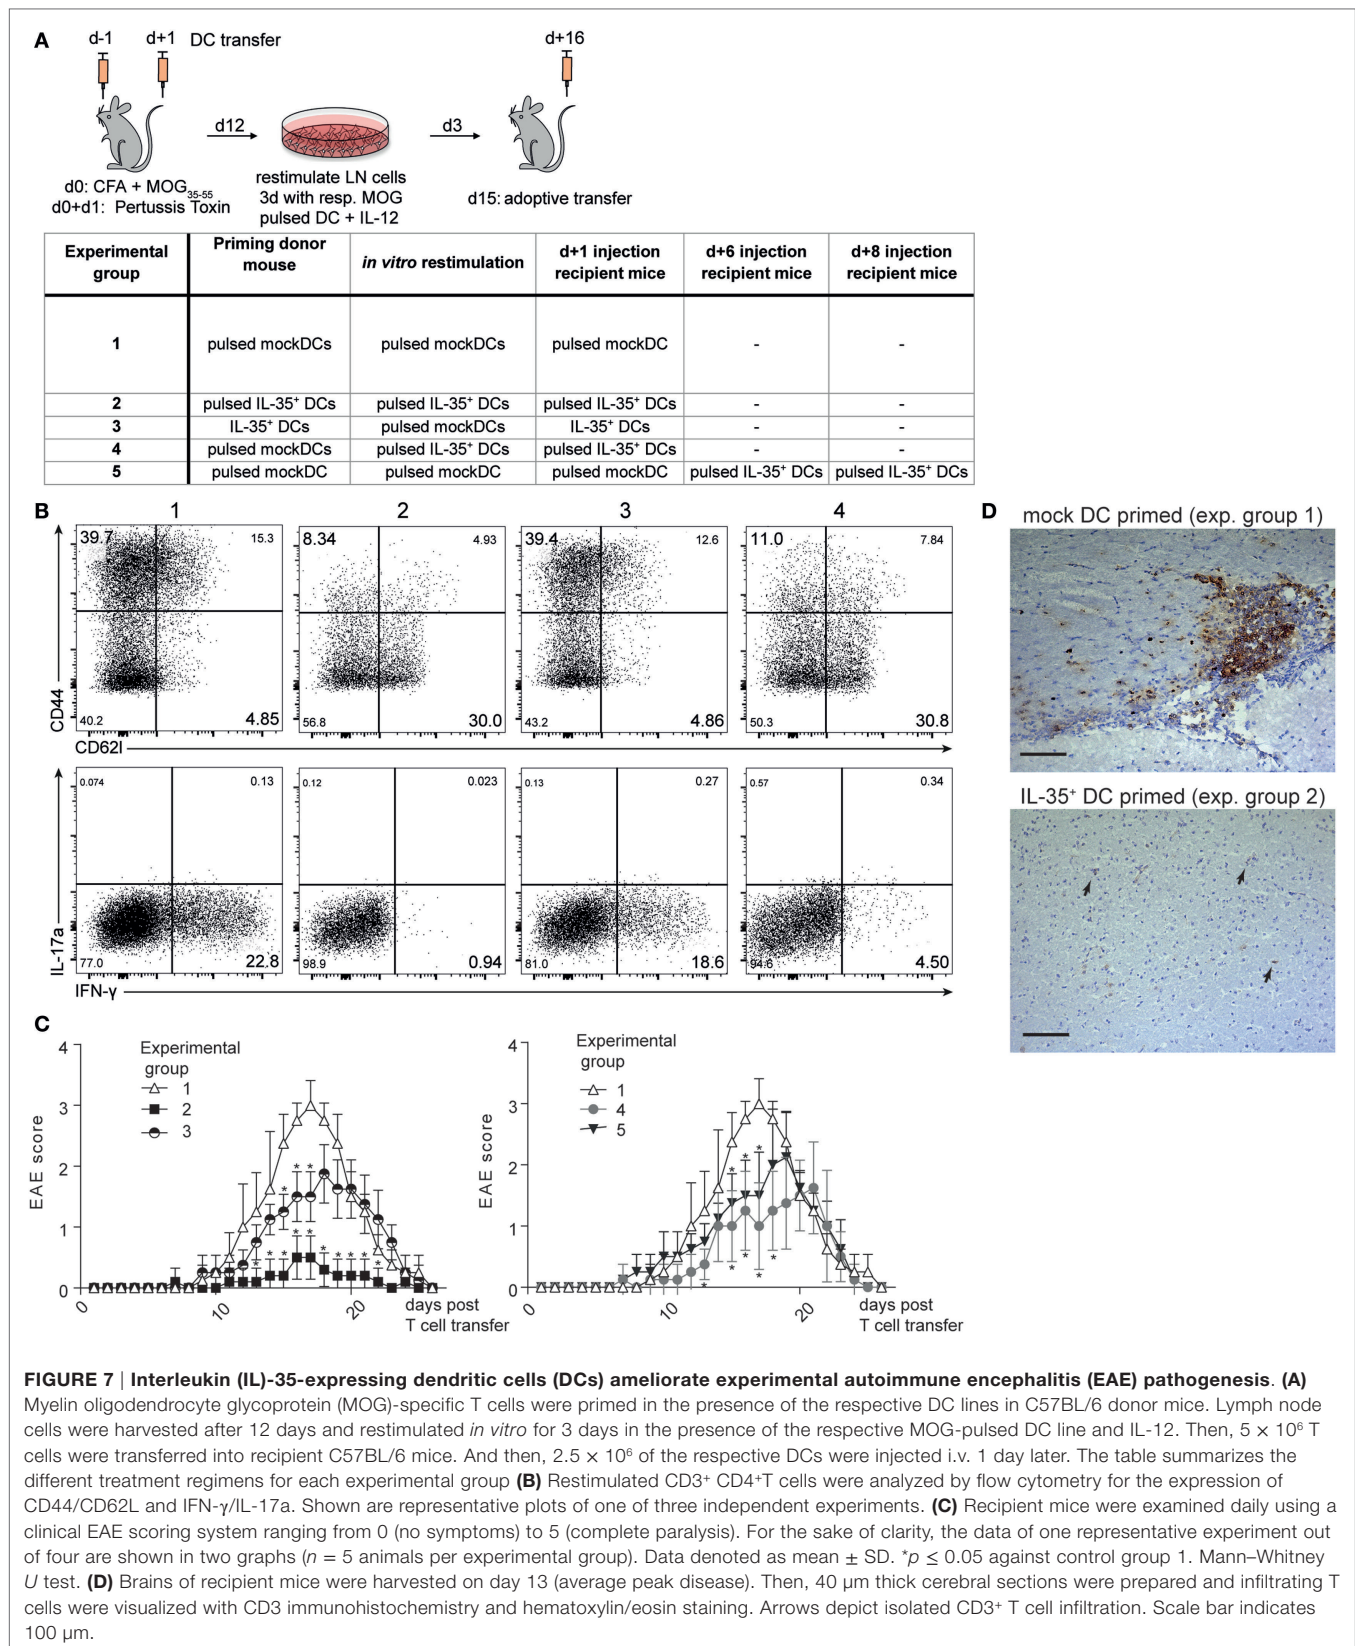 A
d-1 d+1 DC transfer
d+16
d12
d3
d0: CFA + MOG35-55
d0+d1: Pertussis Toxin
restimulate LN cells
3d with resp. MOG
pulsed DC + IL-12
d15: adoptive transfer
Experimental group | Priming donor mouse | in vitro restimulation | d+1 injection recipient mice | d+6 injection recipient mice | d+8 injection recipient mice
1 | pulsed mockDCs | pulsed mockDCs | pulsed mockDC | - | -
2 | pulsed IL-35+ DCs | pulsed IL-35+ DCs | pulsed IL-35+ DCs | - | -
3 | IL-35+ DCs | pulsed mockDCs | IL-35+ DCs | - | -
4 | pulsed mockDCs | pulsed IL-35+ DCs | pulsed IL-35+ DCs | - | -
5 | pulsed mockDC | pulsed mockDC | pulsed mockDC | pulsed IL-35+ DCs | pulsed IL-35+ DCs
B
1 2 3 4
39.7 15.3 8.34 4.93 39.4 12.6 11.0 7.84
CD44
40.2 4.85 56.8 30.0 43.2 4.86 50.3 30.8
CD62l
0.074 0.13 0.12 0.023 0.13 0.27 0.57 0.34
IL-17a
77.0 22.8 98.9 0.94 81.0 18.6 94.6 4.50
IFN-γ
C
EAE score
4
3
2
1
0
Experimental
group
1
2
3
* * * * * * * * * * * * * *
0 10 20
days post
T cell transfer
EAE score
4
3
2
1
0
Experimental
group
1
4
5
* * * * * * * *
0 10 20
days post
T cell transfer
D
mock DC primed (exp. group 1)
IL-35+ DC primed (exp. group 2)
FIGURE 7 | Interleukin (IL)-35-expressing dendritic cells (DCs) ameliorate experimental autoimmune encephalitis (EAE) pathogenesis. (A)
Myelin oligodendrocyte glycoprotein (MOG)-specific T cells were primed in the presence of the respective DC lines in C57BL/6 donor mice. Lymph node
cells were harvested after 12 days and restimulated in vitro for 3 days in the presence of the respective MOG-pulsed DC line and IL-12. Then, 5 × 10⁶ T
cells were transferred into recipient C57BL/6 mice. And then, 2.5 × 10⁶ of the respective DCs were injected i.v. 1 day later. The table summarizes the
different treatment regimens for each experimental group (B) Restimulated CD3+ CD4+T cells were analyzed by flow cytometry for the expression of
CD44/CD62L and IFN-γ/IL-17a. Shown are representative plots of one of three independent experiments. (C) Recipient mice were examined daily using a
clinical EAE scoring system ranging from 0 (no symptoms) to 5 (complete paralysis). For the sake of clarity, the data of one representative experiment out
of four are shown in two graphs (n = 5 animals per experimental group). Data denoted as mean ± SD. *p ≤ 0.05 against control group 1. Mann–Whitney
U test. (D) Brains of recipient mice were harvested on day 13 (average peak disease). Then, 40 μm thick cerebral sections were prepared and infiltrating T
cells were visualized with CD3 immunohistochemistry and hematoxylin/eosin staining. Arrows depict isolated CD3+ T cell infiltration. Scale bar indicates
100 μm.